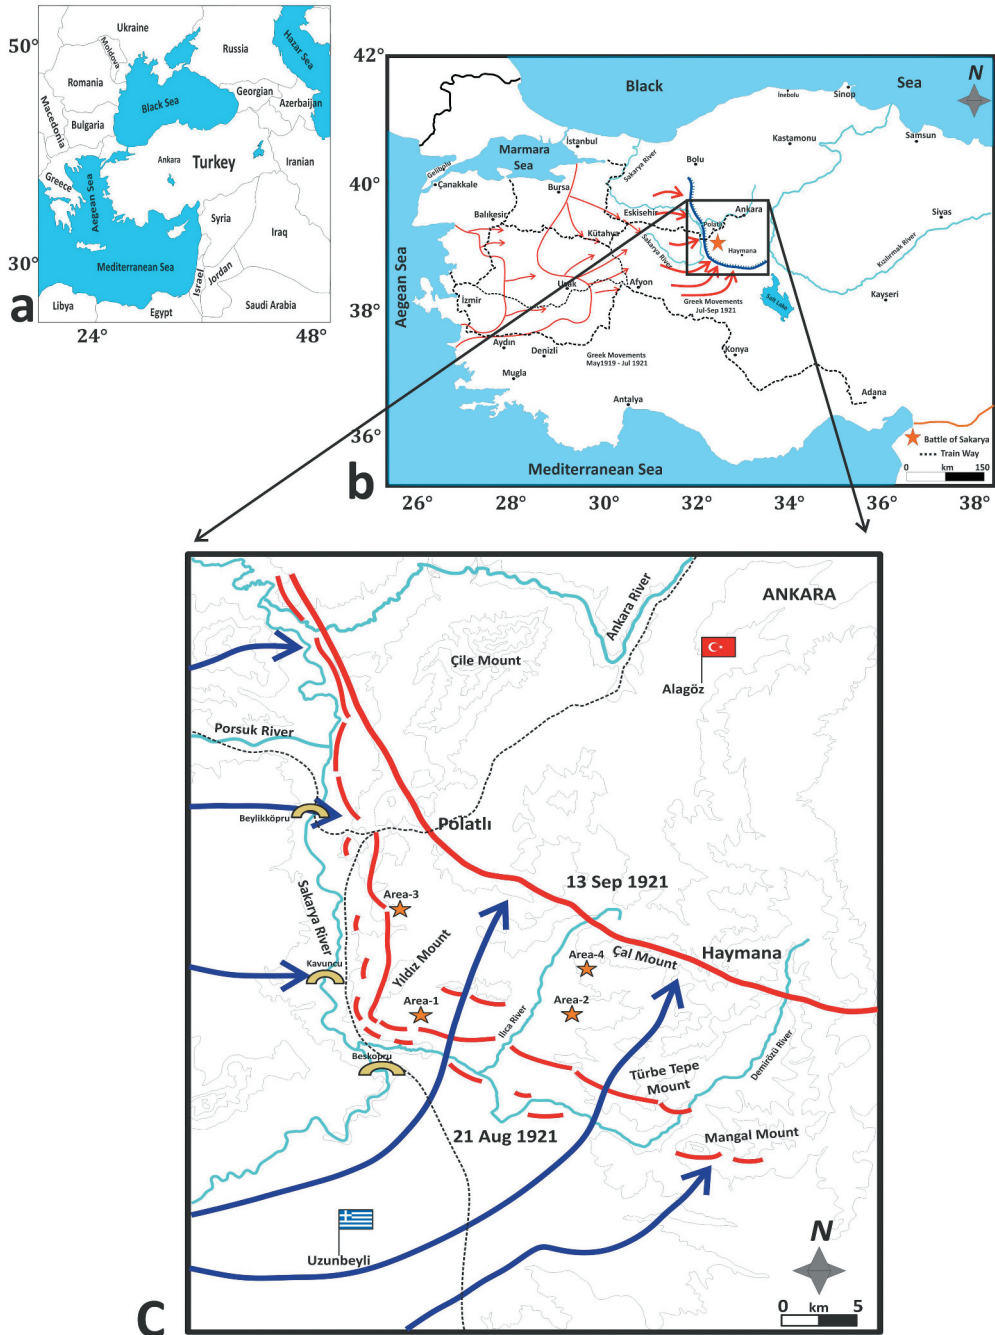 50°
30°
24°
48°
Ukraine
Moldova
Russia
Hazar Sea
Romania
Black Sea
Georgian
Azerbaijan
Macedonia
Bulgaria
Ankara
Turkey
Iranian
Greece
Aegean Sea
Syria
Iraq
Mediterranean Sea
Israel
Jordan
Libya
Egypt
Saudi Arabia
a
42°
40°
38°
36°
Black
Sea
N
İnebolu
Sinop
Kastamonu
Samsun
İstanbul
Marmara
Sea
Gelibolu
Çanakkale
Bursa
Sakarya River
Bolu
Balıkesir
Eskisehir
Ankara
Polatlı
Sivas
Kütahya
Sakarya River
Haymana
Kızılırmak River
Aegean Sea
Uşak
Afyon
İzmir
Greek Movements
Jul-Sep 1921
Salt Lake
Kayseri
Aydın
Denizli
Greek Movements
May1919 - Jul 1921
Konya
Mugla
Antalya
Adana
Battle of Sakarya
Train Way
0 km 150
Mediterranean Sea
b
26° 28° 30° 32° 34° 36° 38°
ANKARA
Ankara River
Çile Mount
Alagöz
Porsuk River
Beylikköpru
Polatlı
13 Sep 1921
Sakarya River
Area-3
Yıldız Mount
Kavuncu
Area-4
Çal Mount
Haymana
Area-1
Area-2
Ilıca River
Beskopru
Türbe Tepe
Mount
Demirözü River
21 Aug 1921
Mangal Mount
Uzunbeyli
N
0 km 5
C